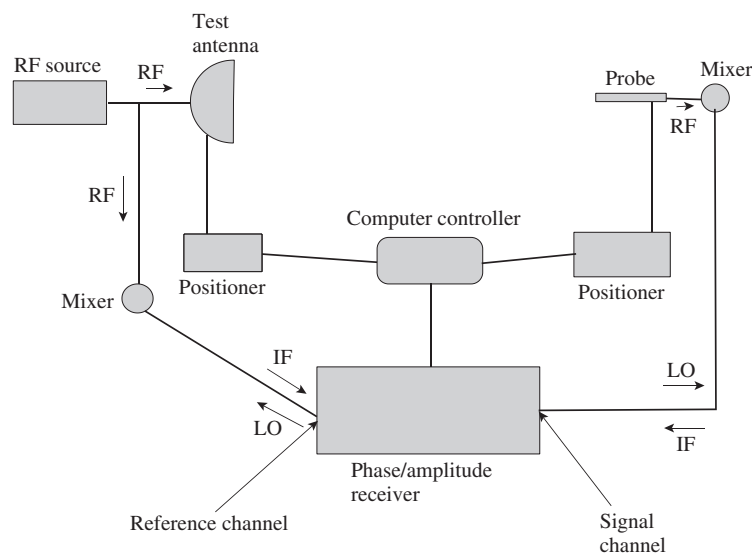 Test
antenna
RF source
RF
Probe
Mixer
RF
RF
Computer controller
Positioner
Positioner
Mixer
IF
LO
LO
IF
Phase/amplitude
receiver
Reference channel
Signal
channel